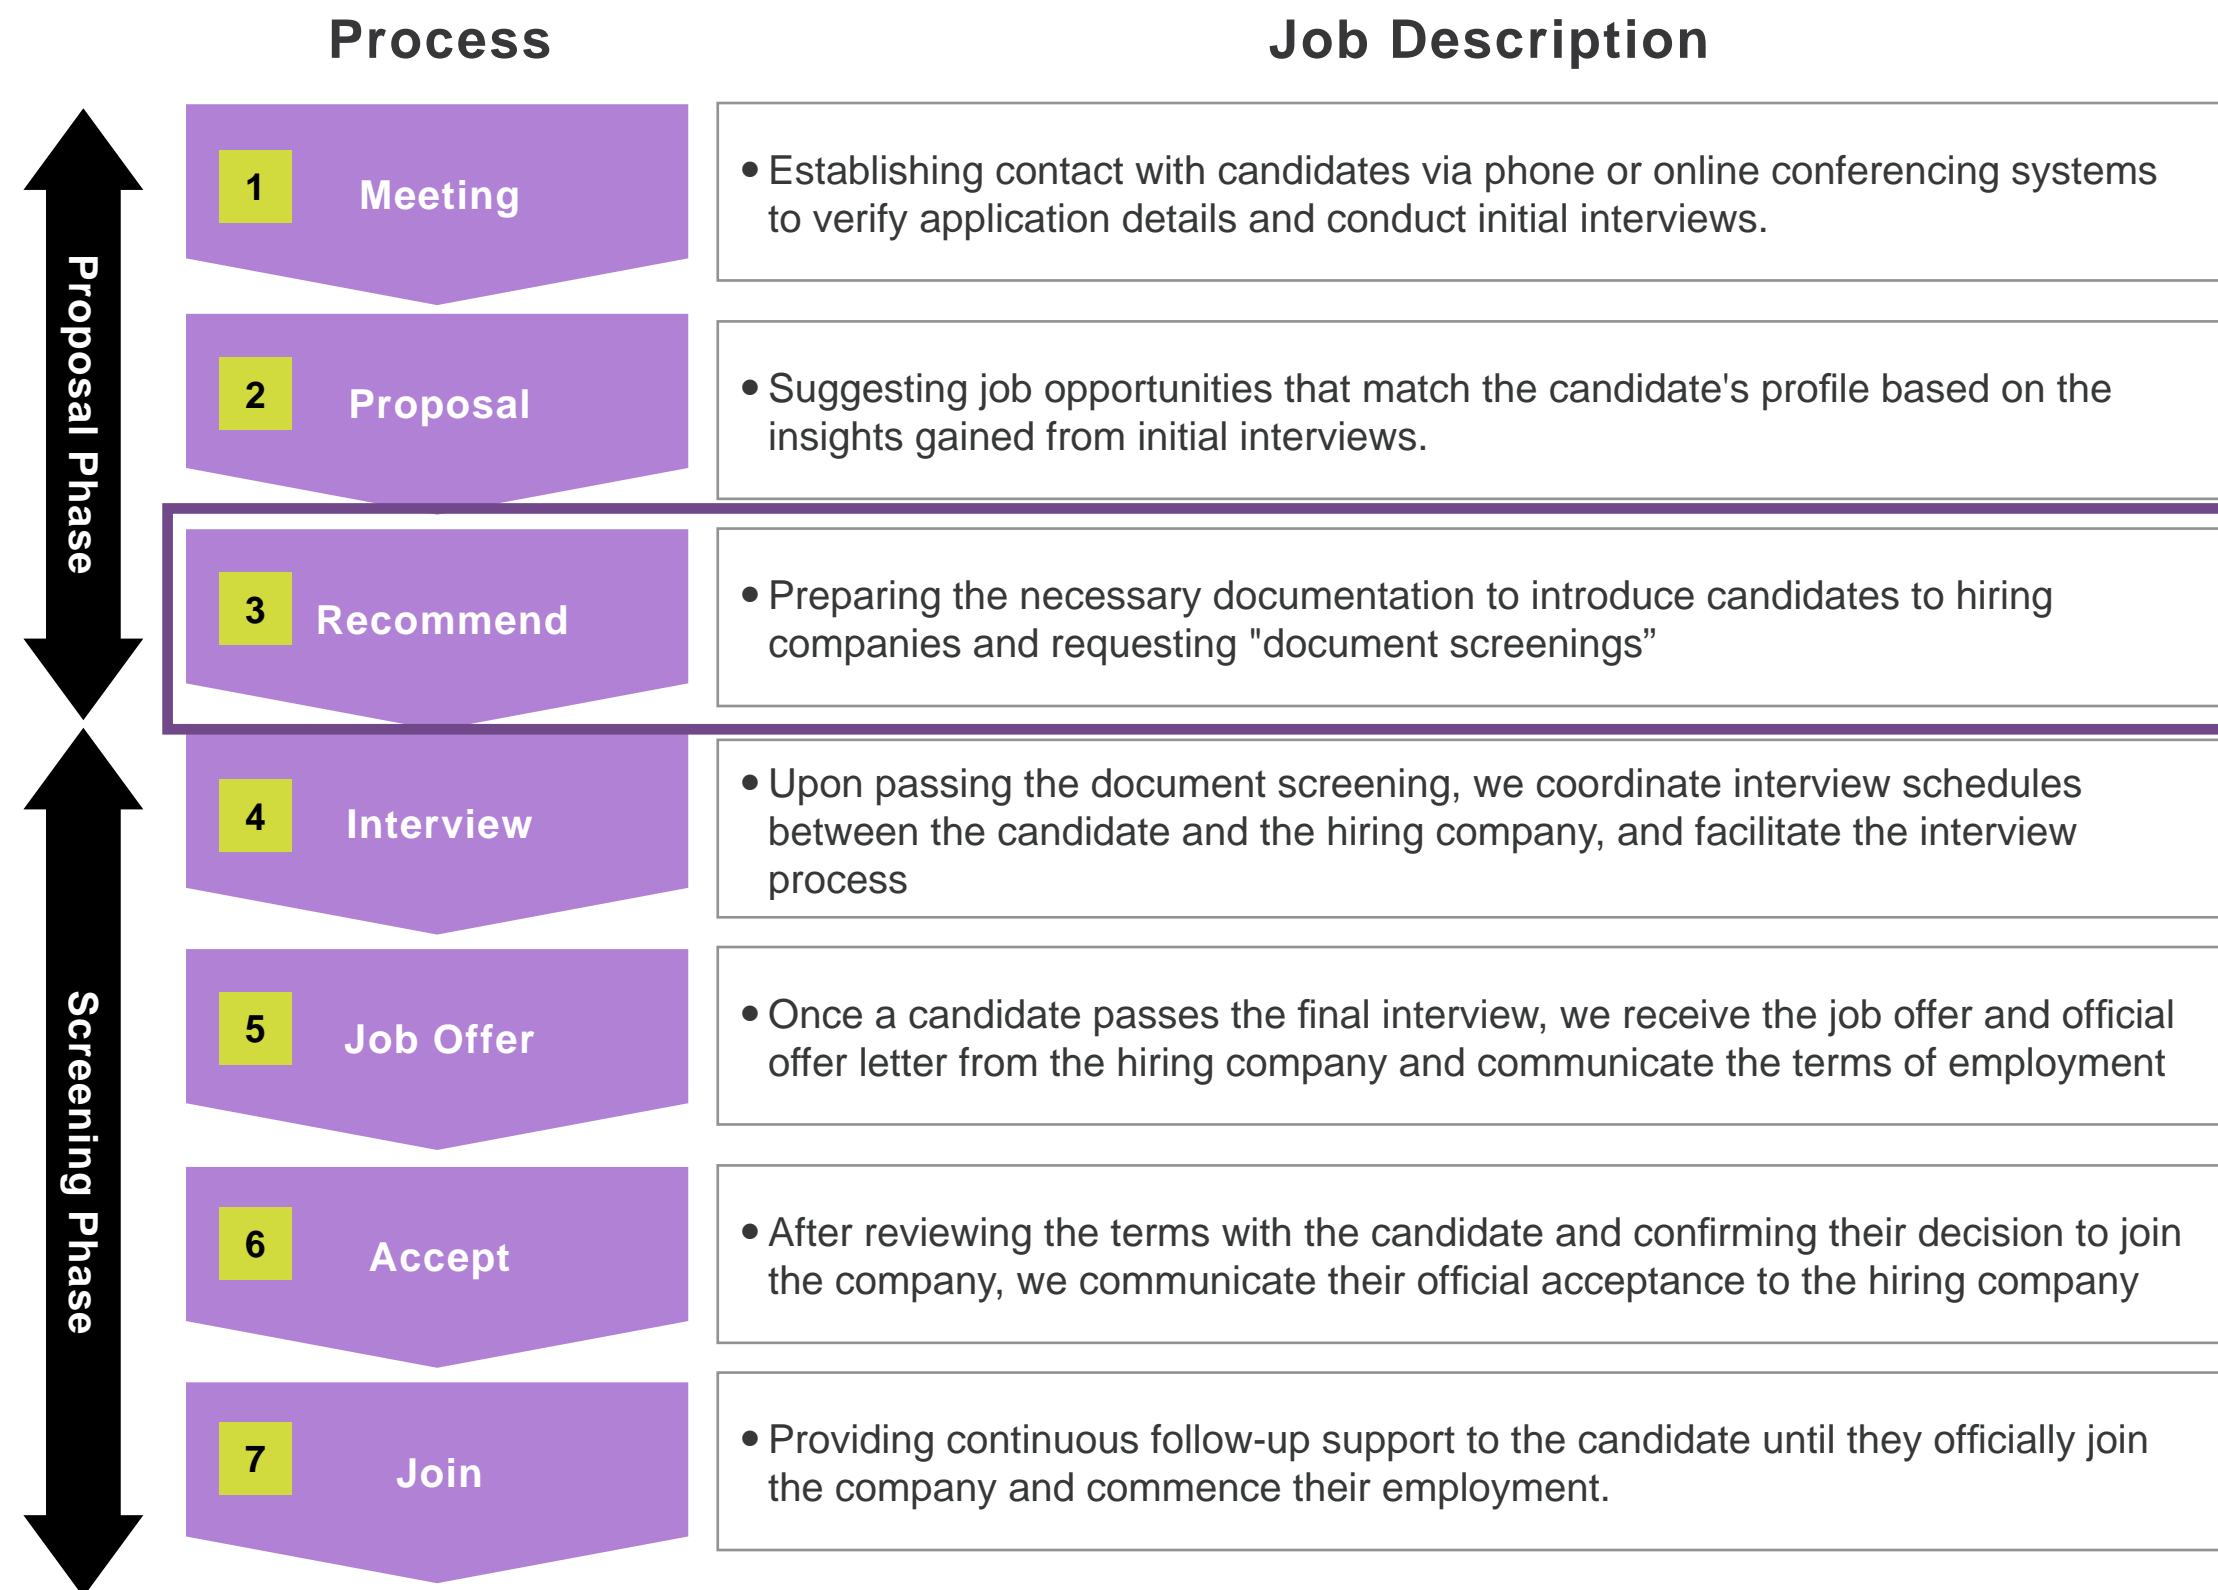 Process
Job Description
Proposal Phase
1
Meeting
• Establishing contact with candidates via phone or online conferencing systems
to verify application details and conduct initial interviews.
2
Proposal
• Suggesting job opportunities that match the candidate's profile based on the
insights gained from initial interviews.
3
Recommend
• Preparing the necessary documentation to introduce candidates to hiring
companies and requesting "document screenings”
Screening Phase
4
Interview
• Upon passing the document screening, we coordinate interview schedules
between the candidate and the hiring company, and facilitate the interview
process
5
Job Offer
• Once a candidate passes the final interview, we receive the job offer and official
offer letter from the hiring company and communicate the terms of employment
6
Accept
• After reviewing the terms with the candidate and confirming their decision to join
the company, we communicate their official acceptance to the hiring company
7
Join
• Providing continuous follow-up support to the candidate until they officially join
the company and commence their employment.